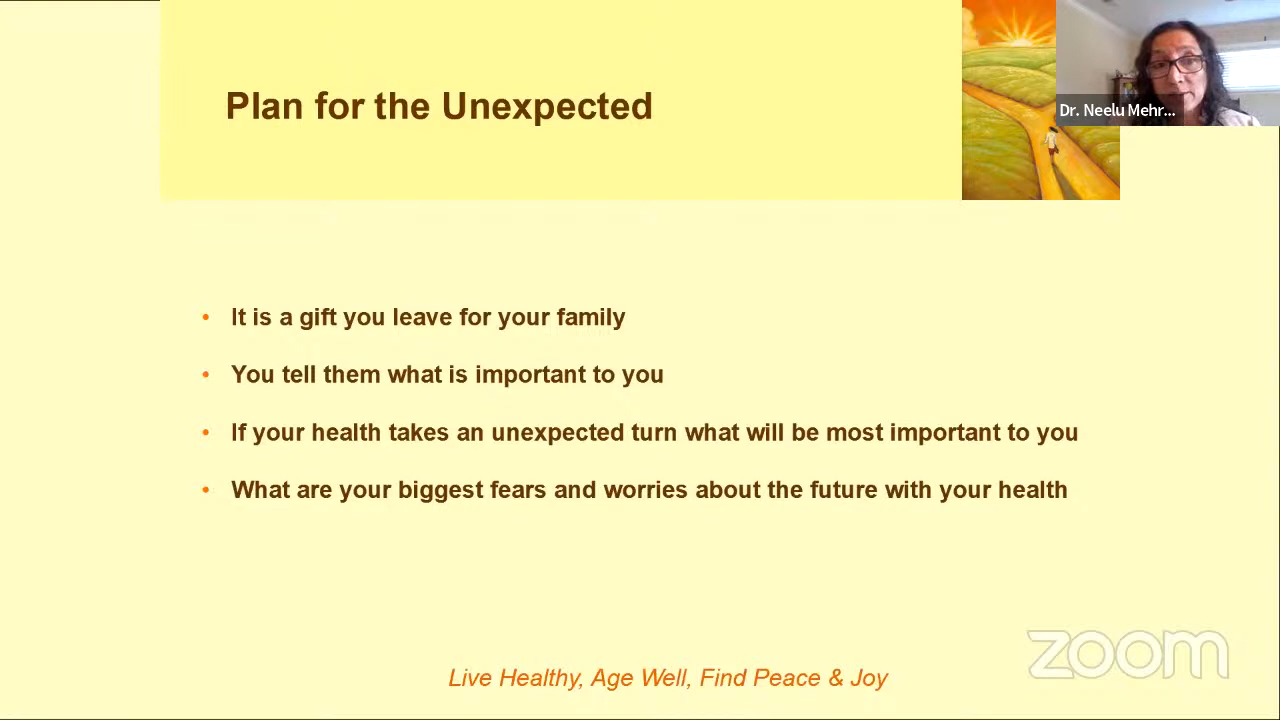 Plan for the Unexpected
Dr. Neelu Mehr...
• It is a gift you leave for your family
• You tell them what is important to you
• If your health takes an unexpected turn what will be most important to you
• What are your biggest fears and worries about the future with your health
zoom
Live Healthy, Age Well, Find Peace & Joy